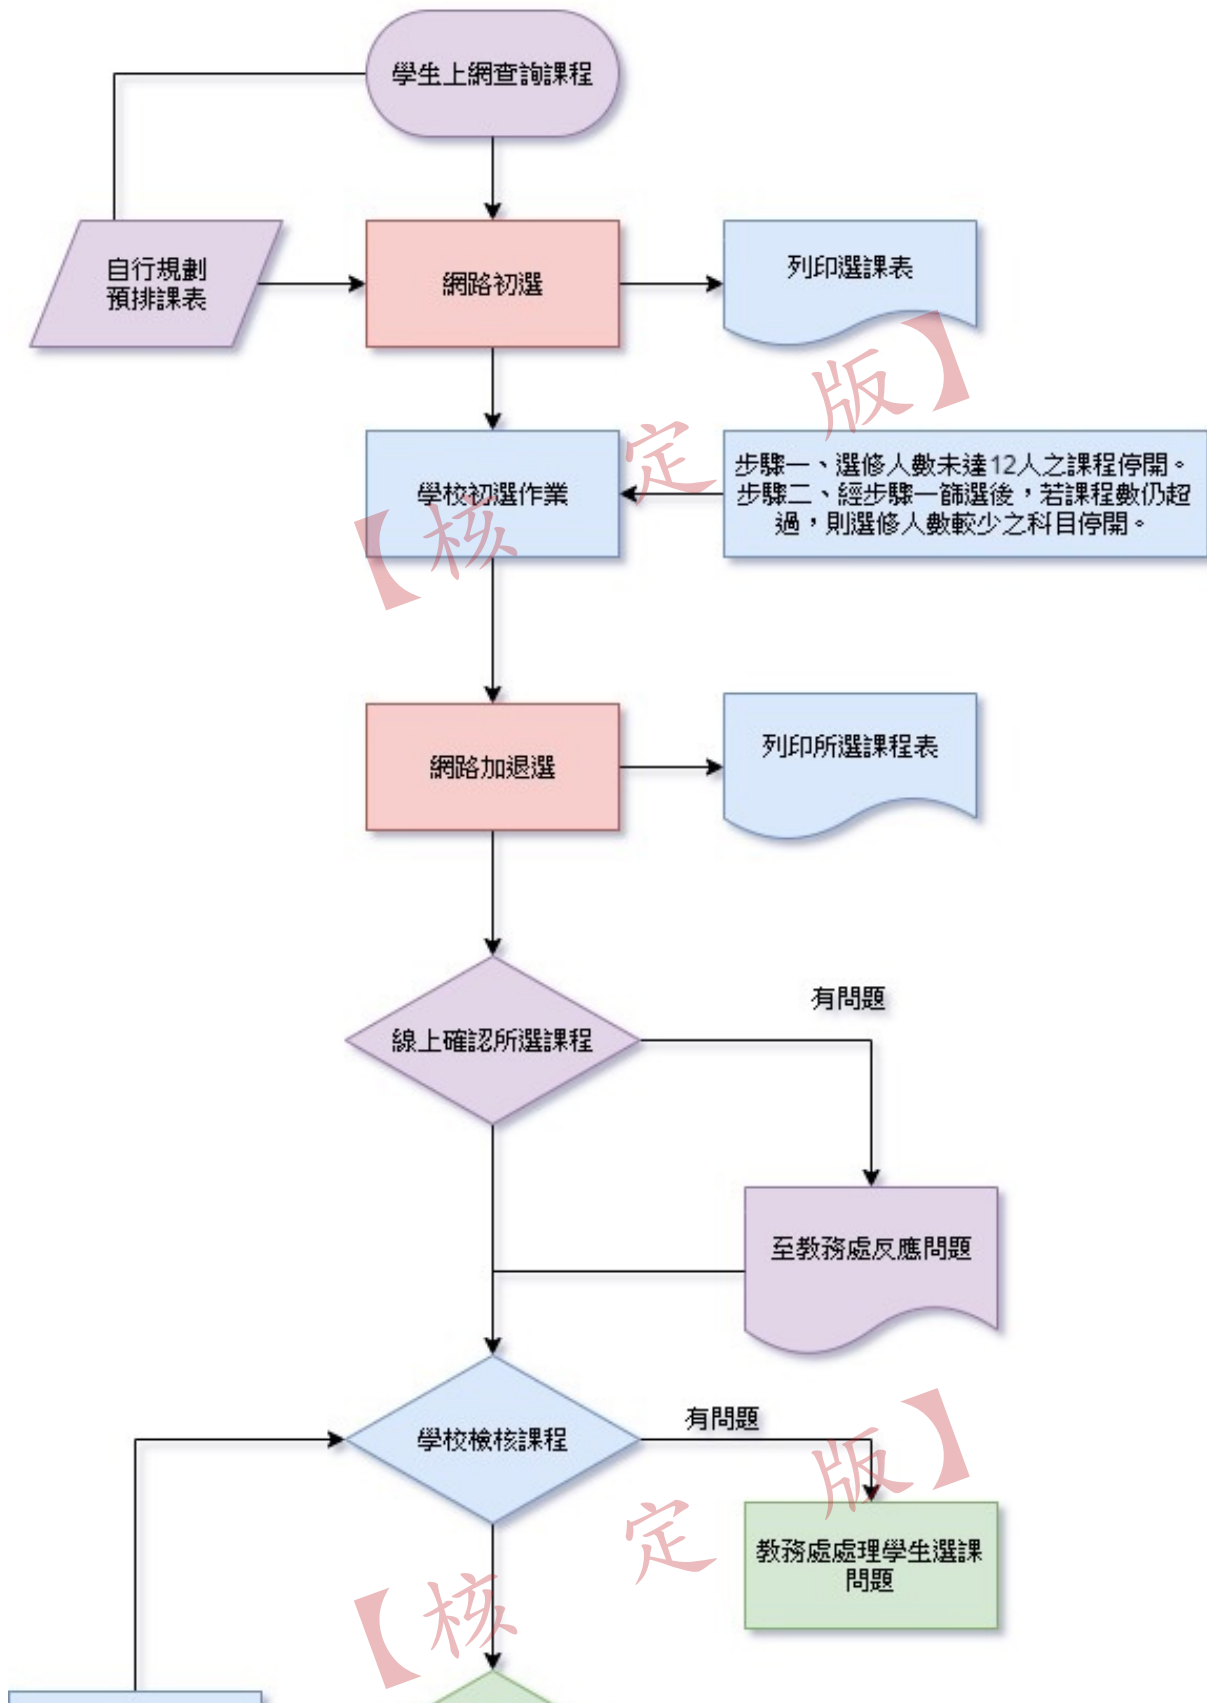 學生上網查詢課程
自行規劃
預排課表
網路初選
列印選課表
學校初選作業
步驟一、選修人數未達12人之課程停開。
步驟二、經步驟一篩選後，若課程數仍超
過，則選修人數較少之科目停開。
【核 定 版】
網路加退選
列印所選課程表
線上確認所選課程
有問題
至教務處反應問題
學校檢核課程
有問題
教務處處理學生選課
問題
【核 定 版】